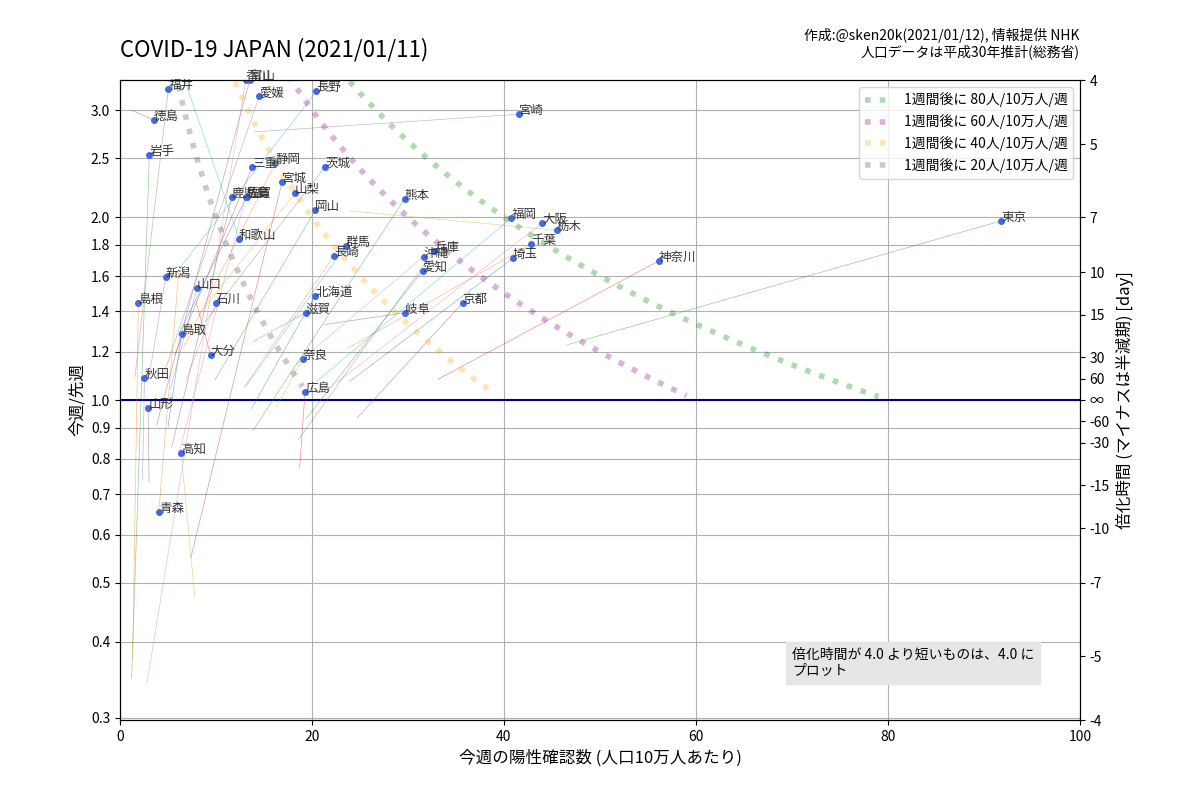 COVID-19 JAPAN (2021/01/11)
作成:@sken20k(2021/01/12), 情報提供 NHK
人口データは平成30年推計(総務省)
1週間後に 80人/10万人/週
1週間後に 60人/10万人/週
1週間後に 40人/10万人/週
1週間後に 20人/10万人/週
富山
福井
長野
愛媛
徳島
宮崎
岩手
静岡
三重
茨城
宮城
山梨
熊本
岡山
福岡
大阪
栃木
東京
和歌山
群馬
長崎
兵庫
沖縄
千葉
埼玉
神奈川
愛知
新潟
山口
島根
石川
北海道
滋賀
岐阜
京都
鳥取
大分
奈良
秋田
広島
山形
高知
青森
3.0
2.5
2.0
1.8
1.6
1.4
1.2
1.0
0.9
0.8
0.7
0.6
0.5
0.4
0.3
今週/先週
4
5
7
10
15
30
60
∞
-60
-30
-15
-10
-7
-5
-4
倍化時間 (マイナスは半減期) [day]
倍化時間が 4.0 より短いものは、4.0 に
プロット
0 20 40 60 80 100
今週の陽性確認数 (人口10万人あたり)